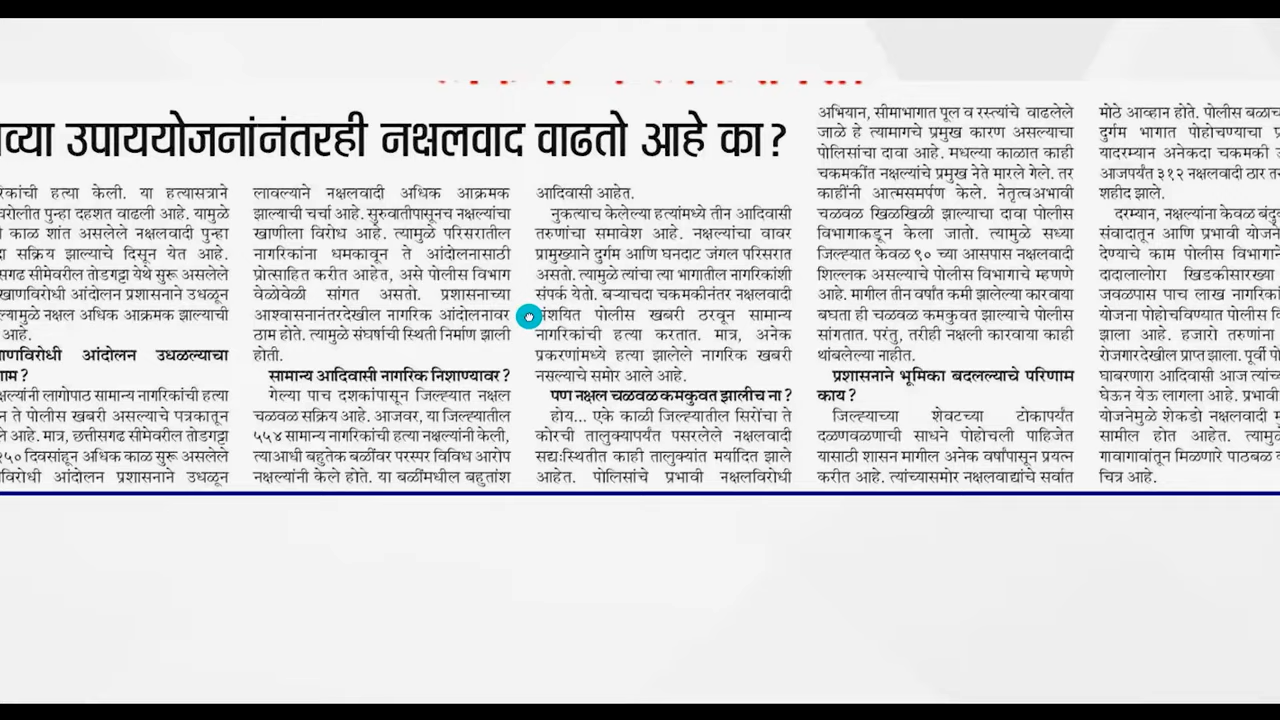 उपाययोजनांनंतरही नक्षलवाद वाढतो आहे का?
हत्या केली. या हत्यासत्राने
पुन्हा दहशत वाढली आहे. यामुळे
काळ शांत असलेले नक्षलवादी पुन्हा
सक्रिय झाल्याचे दिसून येत आहे.
सीमेवरील तोडगट्टा येथे सुरू असलेले
आंदोलन प्रशासनाने उधळून
नक्षल अधिक आक्रमक झाल्याची
आहे.
आंदोलन उधळल्याचा
?
लागोपाठ सामान्य नागरिकांची हत्या
ते पोलीस खबरी असल्याचे पत्रकातून
आहे. मात्र, छत्तीसगढ सीमेवरील तोडगट्टा
दिवसांहून अधिक काळ सुरू असलेले
आंदोलन प्रशासनाने उधळून
लावल्याने नक्षलवादी अधिक आक्रमक
झाल्याची चर्चा आहे. सुरुवातीपासूनच नक्षल्यांचा
खाणीला विरोध आहे. त्यामुळे परिसरातील
नागरिकांना धमकावून ते आंदोलनासाठी
प्रोत्साहित करीत आहेत, असे पोलीस विभाग
वेळोवेळी सांगत असतो. प्रशासनाच्या
आश्वासनानंतरदेखील नागरिक आंदोलनावर
ठाम होते. त्यामुळे संघर्षाची स्थिती निर्माण झाली
होती.
सामान्य आदिवासी नागरिक निशाण्यावर?
गेल्या पाच दशकांपासून जिल्ह्यात नक्षल
चळवळ सक्रिय आहे. आजवर, या जिल्ह्यातील
५५४ सामान्य नागरिकांची हत्या नक्षल्यांनी केली,
त्याआधी बहुतेक बळींवर परस्पर विविध आरोप
नक्षल्यांनी केले होते. या बळींमधील बहुतांश
आदिवासी आहेत.
नुकत्याच केलेल्या हत्यांमध्ये तीन आदिवासी
तरुणांचा समावेश आहे. नक्षल्यांचा वावर
प्रामुख्याने दुर्गम आणि घनदाट जंगल परिसरात
असतो. त्यामुळे त्यांचा त्या भागातील नागरिकांशी
संपर्क येतो. बऱ्याचदा चकमकीनंतर नक्षलवादी
पोलीस खबरी ठरवून सामान्य
नागरिकांची हत्या करतात. मात्र, अनेक
प्रकरणांमध्ये हत्या झालेले नागरिक खबरी
नसल्याचे समोर आले आहे.
पण नक्षल चळवळ कमकुवत झालीच ना?
होय... एके काळी जिल्ह्यातील सिरोंचा ते
कोरची तालुक्यापर्यंत पसरलेले नक्षलवादी
सद्यःस्थितीत काही तालुक्यांत मर्यादित झाले
आहेत. पोलिसांचे प्रभावी नक्षलविरोधी
अभियान, सीमाभागात पूल व रस्त्यांचे वाढलेले
जाळे हे त्यामागचे प्रमुख कारण असल्याचा
पोलिसांचा दावा आहे. मधल्या काळात काही
चकमकींत नक्षल्यांचे प्रमुख नेते मारले गेले. तर
काहींनी आत्मसमर्पण केले. नेतृत्वअभावी
चळवळ खिळखिळी झाल्याचा दावा पोलीस
विभागाकडून केला जातो. त्यामुळे सध्या
जिल्ह्यात केवळ ९० च्या आसपास नक्षलवादी
शिल्लक असल्याचे पोलीस विभागाचे म्हणणे
आहे. मागील तीन वर्षांत कमी झालेल्या कारवाया
बघता ही चळवळ कमकुवत झाल्याचे पोलीस
सांगतात. परंतु, तरीही नक्षली कारवाया काही
थांबलेल्या नाहीत.
प्रशासनाने भूमिका बदलल्याचे परिणाम
काय?
जिल्ह्याच्या शेवटच्या टोकापर्यंत
दळणवळणाची साधने पोहोचली पाहिजेत
यासाठी शासन मागील अनेक वर्षांपासून प्रयत्न
करीत आहे. त्यांच्यासमोर नक्षलवाद्यांचे सर्वात
मोठे आव्हान होते. पोलीस
दुर्गम भागात पोहोचण्याचा
यादरम्यान अनेकदा चकमकी
आजपर्यंत ३१२ नक्षलवादी ठार
शहीद झाले.
दरम्यान, नक्षल्यांना केवळ
संवादातून आणि प्रभावी
देण्याचे काम पोलीस
दादालोरा खिडकीसारख्या
जवळपास पाच लाख
योजना पोहोचविण्यात पोलीस
झाला आहे. हजारो तरुणांना
रोजगारदेखील प्राप्त झाला. पूर्वी
घाबरणारा आदिवासी आज
घेऊन येऊ लागला आहे. प्रभावी
योजनेमुळे शेकडो नक्षलवादी
सामील होत आहेत.
गावागावांतून मिळणारे पाठबळ
चित्र आहे.